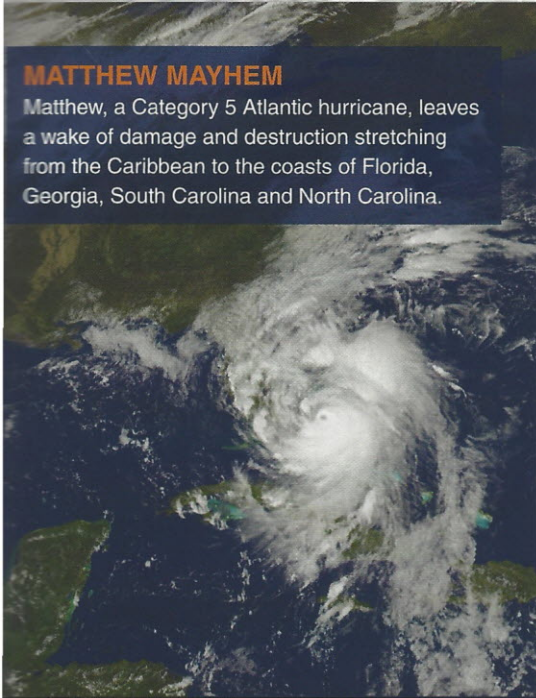 MATTHEW MAYHEM
Matthew, a Category 5 Atlantic hurricane, leaves
a wake of damage and destruction stretching
from the Caribbean to the coasts of Florida,
Georgia, South Carolina and North Carolina.